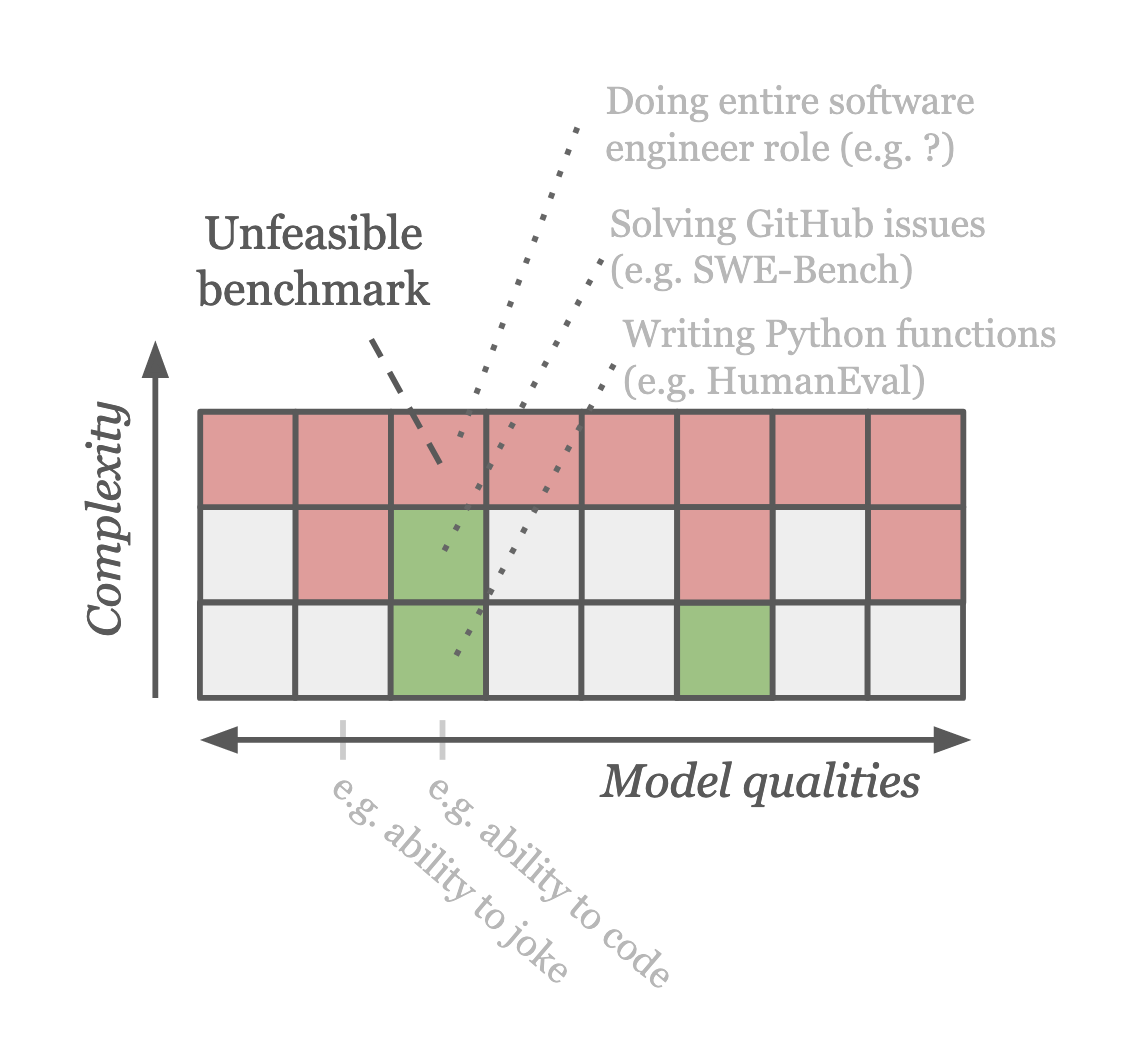 Doing entire software
engineer role (e.g. ?)
Unfeasible
benchmark
Solving GitHub issues
(e.g. SWE-Bench)
Writing Python functions
(e.g. HumanEval)
Complexity
Model qualities
e.g. ability to joke
e.g. ability to code